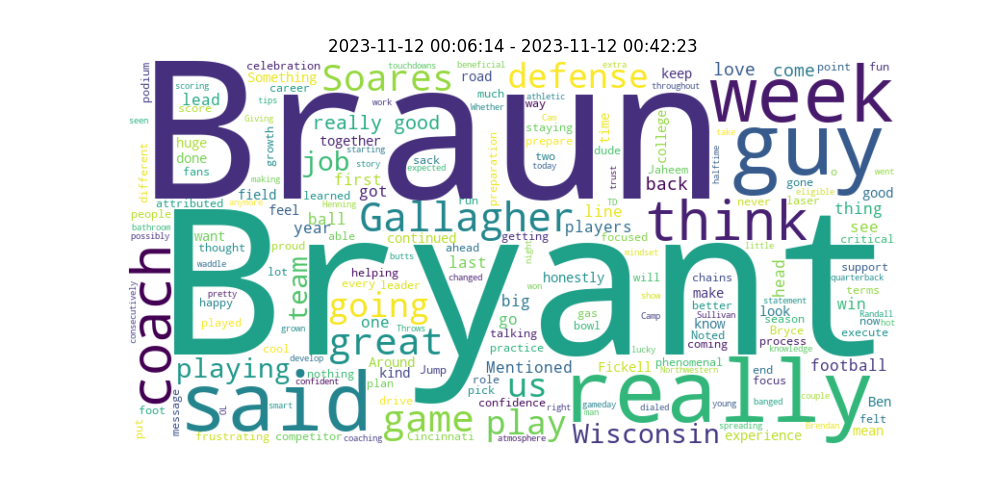 2023-11-12 00:06:14 - 2023-11-12 00:42:23
podium
celebration
touchdowns
beneficial
extra
Something
Soares
defense
love
come
point
fun
career
road
keep
week
scoring
tips
lead
score
much
athletic
Whether
way
throughout
Braun
work
seen
Giving
really good
Cam
staying
time
college
take
guy
huge
done
fans
growth
together
job
starting
story
sack
expected
preparation
prepare
two
today
dude
trust
Jaheem
back
halftime
different
making
first
got
learned
Henning
run
TD
never
gone
eligible
laser
o
went
good
attributed
anymore
field
feel
year
ball
Gallagher
line
players
think
thing
people
bathroom
possibly
Bryant
want
thought
waddle
proud
able
continued
ahead
getting
night
focused
mindset
little
see
critical
coach
lot
team
helping
every
leader
butts
changed
last
won
honestly
will
chains
make
better
head
support
quarterback
terms
consecutively
pretty
happy
played
grown
going
one
big
go
talking
gas
bowl
show
Camp
Sullivan
know
Noted
coming
statement
season
Bryce
process
look
win
Randall
now
hot
execute
cool
develop
nothing
confident
Around
Throws
great
practice
lucky
playing
kind
Jump
plan
Mentioned
Fickell
phenomenal
Northwestern
knowledge
end
focus
football
role
pick
us
really
message
said
smart
OL
drive
confidence
right
gameday
man
dialed
young
banged
couple
Ben
foot
put
frustrating
competitor
coaching
game
Cincinnati
play
atmosphere
Wisconsin
spreading
experience
Brendan
felt
mean